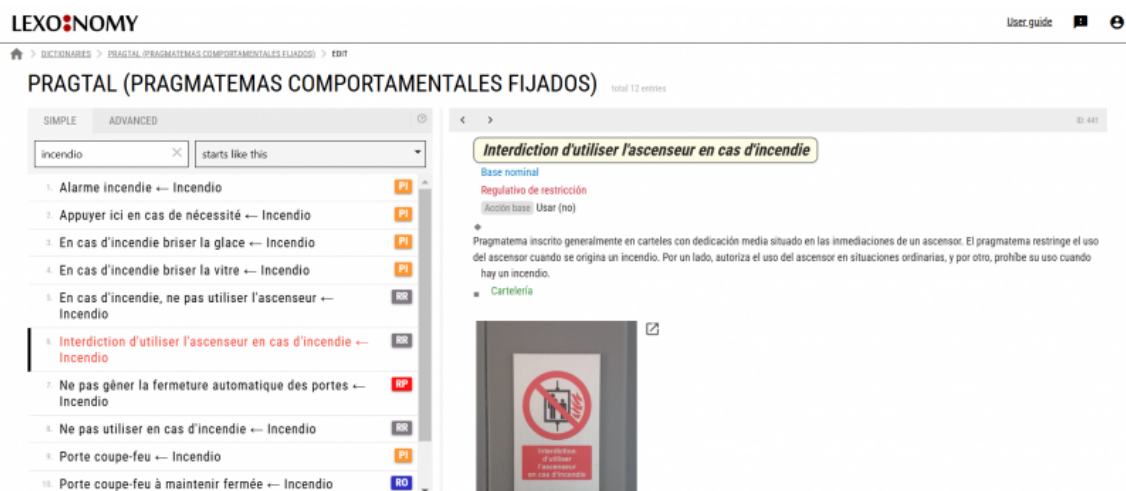 LEXONOMY
User guide
DICTIONARIES > PRAGTAL (PRAGMATEMAS COMPORTAMENTALES FIJADOS) > EDIT
PRAGTAL (PRAGMATEMAS COMPORTAMENTALES FIJADOS) total 12 entries
SIMPLE ADVANCED
incendio
starts like this
1. Alarme incendie ← Incendio PI
2. Appuyer ici en cas de nécessité ← Incendio PI
3. En cas d'incendie briser la glace ← Incendio PI
4. En cas d'incendie briser la vitre ← Incendio PI
5. En cas d'incendie, ne pas utiliser l'ascenseur ← RR
Incendio
6. Interdiction d'utiliser l'ascenseur en cas d'incendie ← RR
Incendio
7. Ne pas gêner la fermeture automatique des portes ← RP
Incendio
8. Ne pas utiliser en cas d'incendie ← Incendio RR
9. Porte coupe-feu ← Incendio PI
10. Porte coupe-feu à maintenir fermée ← Incendio RO
ID: 441
Interdiction d'utiliser l'ascenseur en cas d'incendie
Base nominal
Regulativo de restricción
Acción base Usar (no)
Pragmatema inscrito generalmente en carteles con dedicación media situado en las inmediaciones de un ascensor. El pragmatema restringe el uso
del ascensor cuando se origina un incendio. Por un lado, autoriza el uso del ascensor en situaciones ordinarias, y por otro, prohíbe su uso cuando
hay un incendio.
Cartelería
Interdiction
d'utiliser
l'ascenseur
en cas d'incendie